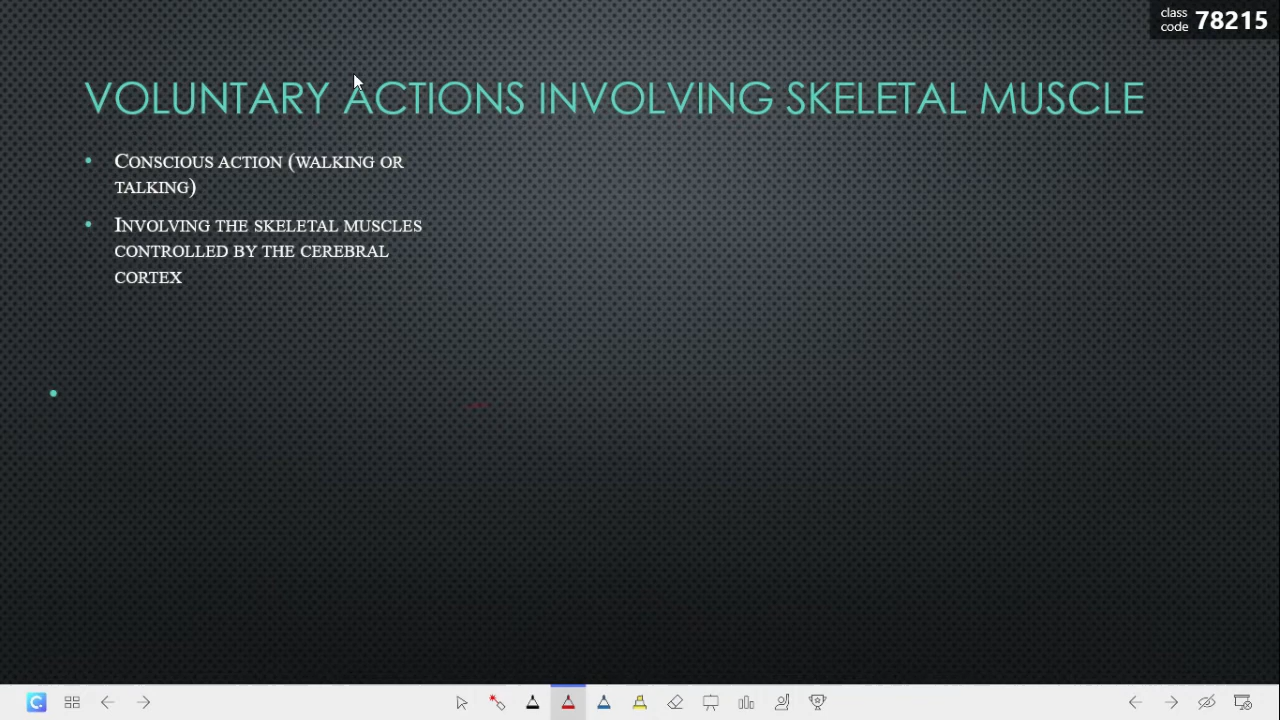 class
code 78215
VOLUNTARY ACTIONS INVOLVING SKELETAL MUSCLE
• CONSCIOUS ACTION (WALKING OR
TALKING)
• INVOLVING THE SKELETAL MUSCLES
CONTROLLED BY THE CEREBRAL
CORTEX